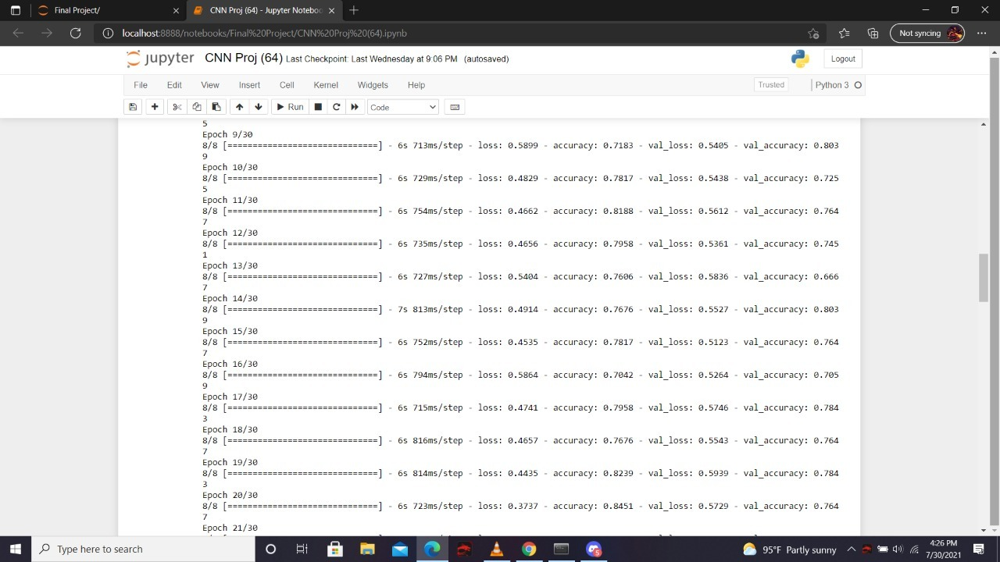 Final Project/
CNN Proj (64) - Jupyter Noteboo
localhost:8888/notebooks/Final%20Project/CNN%20Proj%20(64).ipynb
Not syncing
jupyter CNN Proj (64) Last Checkpoint: Last Wednesday at 9:06 PM (autosaved)
Logout
File Edit View Insert Cell Kernel Widgets Help
Trusted
Python 3
Run
Code
5
Epoch 9/30
8/8 [==============================] - 6s 713ms/step - loss: 0.5899 - accuracy: 0.7183 - val_loss: 0.5405 - val_accuracy: 0.803
9
Epoch 10/30
8/8 [==============================] - 6s 729ms/step - loss: 0.4829 - accuracy: 0.7817 - val_loss: 0.5438 - val_accuracy: 0.725
5
Epoch 11/30
8/8 [==============================] - 6s 754ms/step - loss: 0.4662 - accuracy: 0.8188 - val_loss: 0.5612 - val_accuracy: 0.764
7
Epoch 12/30
8/8 [==============================] - 6s 735ms/step - loss: 0.4656 - accuracy: 0.7958 - val_loss: 0.5361 - val_accuracy: 0.745
1
Epoch 13/30
8/8 [==============================] - 6s 727ms/step - loss: 0.5404 - accuracy: 0.7606 - val_loss: 0.5836 - val_accuracy: 0.666
7
Epoch 14/30
8/8 [==============================] - 7s 813ms/step - loss: 0.4914 - accuracy: 0.7676 - val_loss: 0.5527 - val_accuracy: 0.803
9
Epoch 15/30
8/8 [==============================] - 6s 752ms/step - loss: 0.4535 - accuracy: 0.7817 - val_loss: 0.5123 - val_accuracy: 0.764
7
Epoch 16/30
8/8 [==============================] - 6s 794ms/step - loss: 0.5864 - accuracy: 0.7042 - val_loss: 0.5264 - val_accuracy: 0.705
9
Epoch 17/30
8/8 [==============================] - 6s 715ms/step - loss: 0.4741 - accuracy: 0.7958 - val_loss: 0.5746 - val_accuracy: 0.784
3
Epoch 18/30
8/8 [==============================] - 6s 816ms/step - loss: 0.4657 - accuracy: 0.7676 - val_loss: 0.5543 - val_accuracy: 0.764
7
Epoch 19/30
8/8 [==============================] - 6s 814ms/step - loss: 0.4435 - accuracy: 0.8239 - val_loss: 0.5939 - val_accuracy: 0.784
3
Epoch 20/30
8/8 [==============================] - 6s 723ms/step - loss: 0.3737 - accuracy: 0.8451 - val_loss: 0.5729 - val_accuracy: 0.764
7
Epoch 21/30
Type here to search
95°F Partly sunny
4:26 PM
7/30/2021